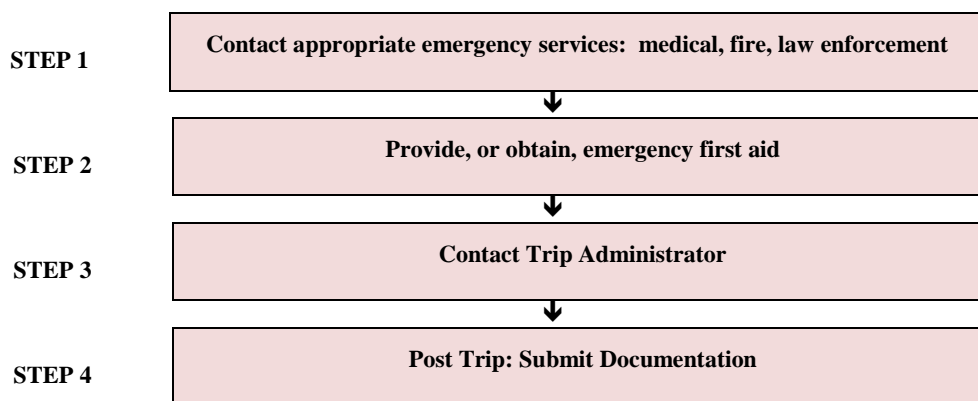 STEP 1
Contact appropriate emergency services: medical, fire, law enforcement
STEP 2
Provide, or obtain, emergency first aid
STEP 3
Contact Trip Administrator
STEP 4
Post Trip: Submit Documentation